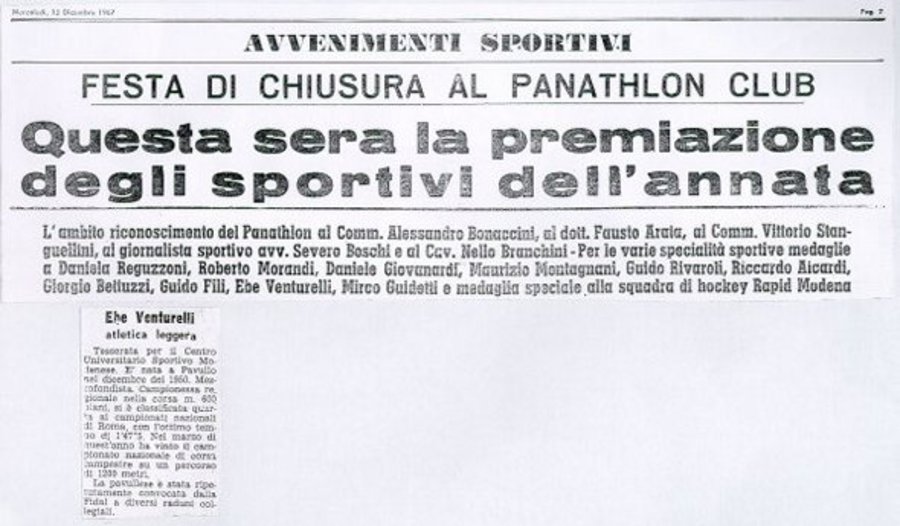 Mercoledì, 13 Dicembre 1967
Pag. 7
AVVENIMENTI SPORTIVI
FESTA DI CHIUSURA AL PANATHLON CLUB
Questa sera la premiazione
degli sportivi dell'annata
L'ambito riconoscimento del Panathlon al Comm. Alessandro Bonaccini, al dott. Fausto Araia, al Comm. Vittorio Stan-
guellini, al giornalista sportivo avv. Severo Boschi e al Cav. Nello Branchini - Per le varie specialità sportive medaglie
a Daniela Reguzzoni, Roberto Morandi, Daniele Giovanardi, Maurizio Montagnani, Guido Rivaroli, Riccardo Aicardi,
Giorgio Belluzzi, Guido Fili, Ebe Venturelli, Mirco Guidetti e medaglia speciale alla squadra di hockey Rapid Modena
Ebe Venturelli
atletica leggera
Tesserata per il Centro
Universitario Sportivo Mo-
denese. E' nata a Pavullo
nel dicembre del 1950. Mez-
zofondista. Campionessa re
gionale nella corsa m. 600
piani, si è classificata quar-
ta ai campionati nazionali
di Roma, con l'ottimo tem-
po di 1'47"5. Nel marzo di
quest'anno ha vinto il cam-
pionato nazionale di corsa
campestre su un percorso
di 1200 metri.
La pavullese è stata ripe-
tutamente convocata dalla
Fidal a diversi raduni col-
legiali.